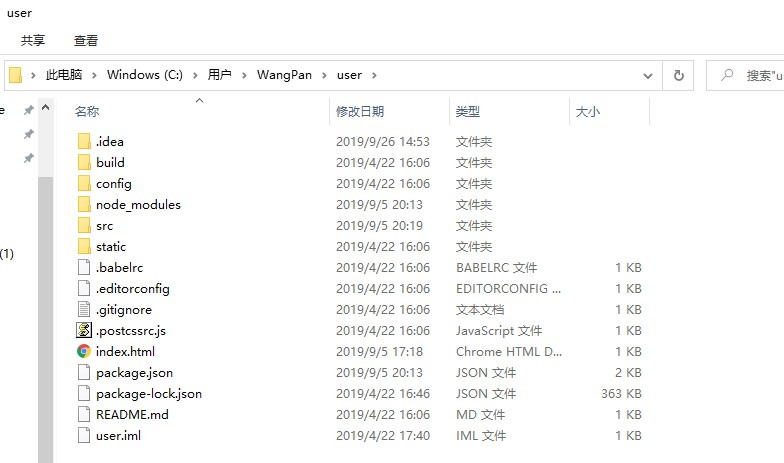 user
共享 查看
此电脑 Windows (C:) 用户 WangPan user 搜索"u
名称 修改日期 类型 大小
.idea 2019/9/26 14:53 文件夹
build 2019/4/22 16:06 文件夹
config 2019/4/22 16:06 文件夹
node_modules 2019/9/5 20:13 文件夹
src 2019/9/5 20:19 文件夹
static 2019/4/22 16:06 文件夹
.babelrc 2019/4/22 16:06 BABELRC 文件 1 KB
.editorconfig 2019/4/22 16:06 EDITORCONFIG ... 1 KB
.gitignore 2019/4/22 16:06 文本文档 1 KB
.postcssrc.js 2019/4/22 16:06 JavaScript 文件 1 KB
index.html 2019/9/5 17:18 Chrome HTML D... 1 KB
package.json 2019/9/5 20:13 JSON 文件 2 KB
package-lock.json 2019/4/22 16:46 JSON 文件 363 KB
README.md 2019/4/22 16:06 MD 文件 1 KB
user.iml 2019/4/22 17:40 IML 文件 1 KB
e
(1)